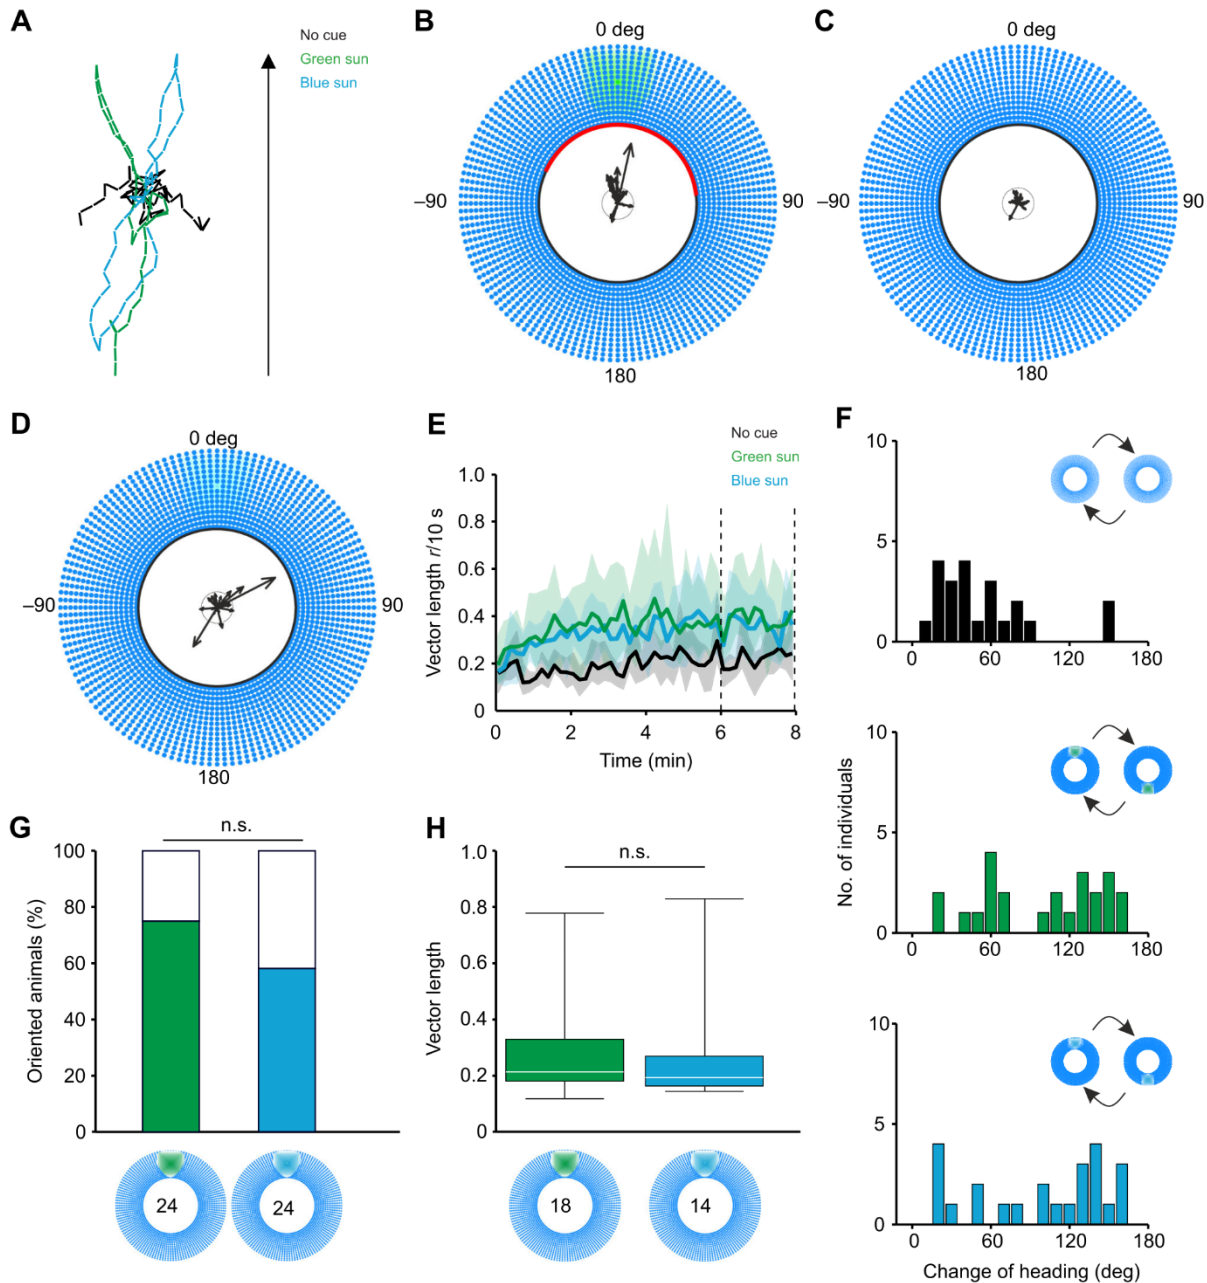 A
No cue
Green sun
Blue sun
B
0 deg
–90
90
180
C
0 deg
–90
90
180
D
0 deg
–90
90
180
E
No cue
Green sun
Blue sun
Vector length r/10 s
1.0
0.8
0.6
0.4
0.2
0
0 2 4 6 8
Time (min)
F
No. of individuals
10
5
0
0 60 120 180
10
5
0
0 60 120 180
10
5
0
0 60 120 180
Change of heading (deg)
G
n.s.
Oriented animals (%)
100
80
60
40
20
0
24 24
H
n.s.
Vector length
1.0
0.8
0.6
0.4
0.2
0
18 14